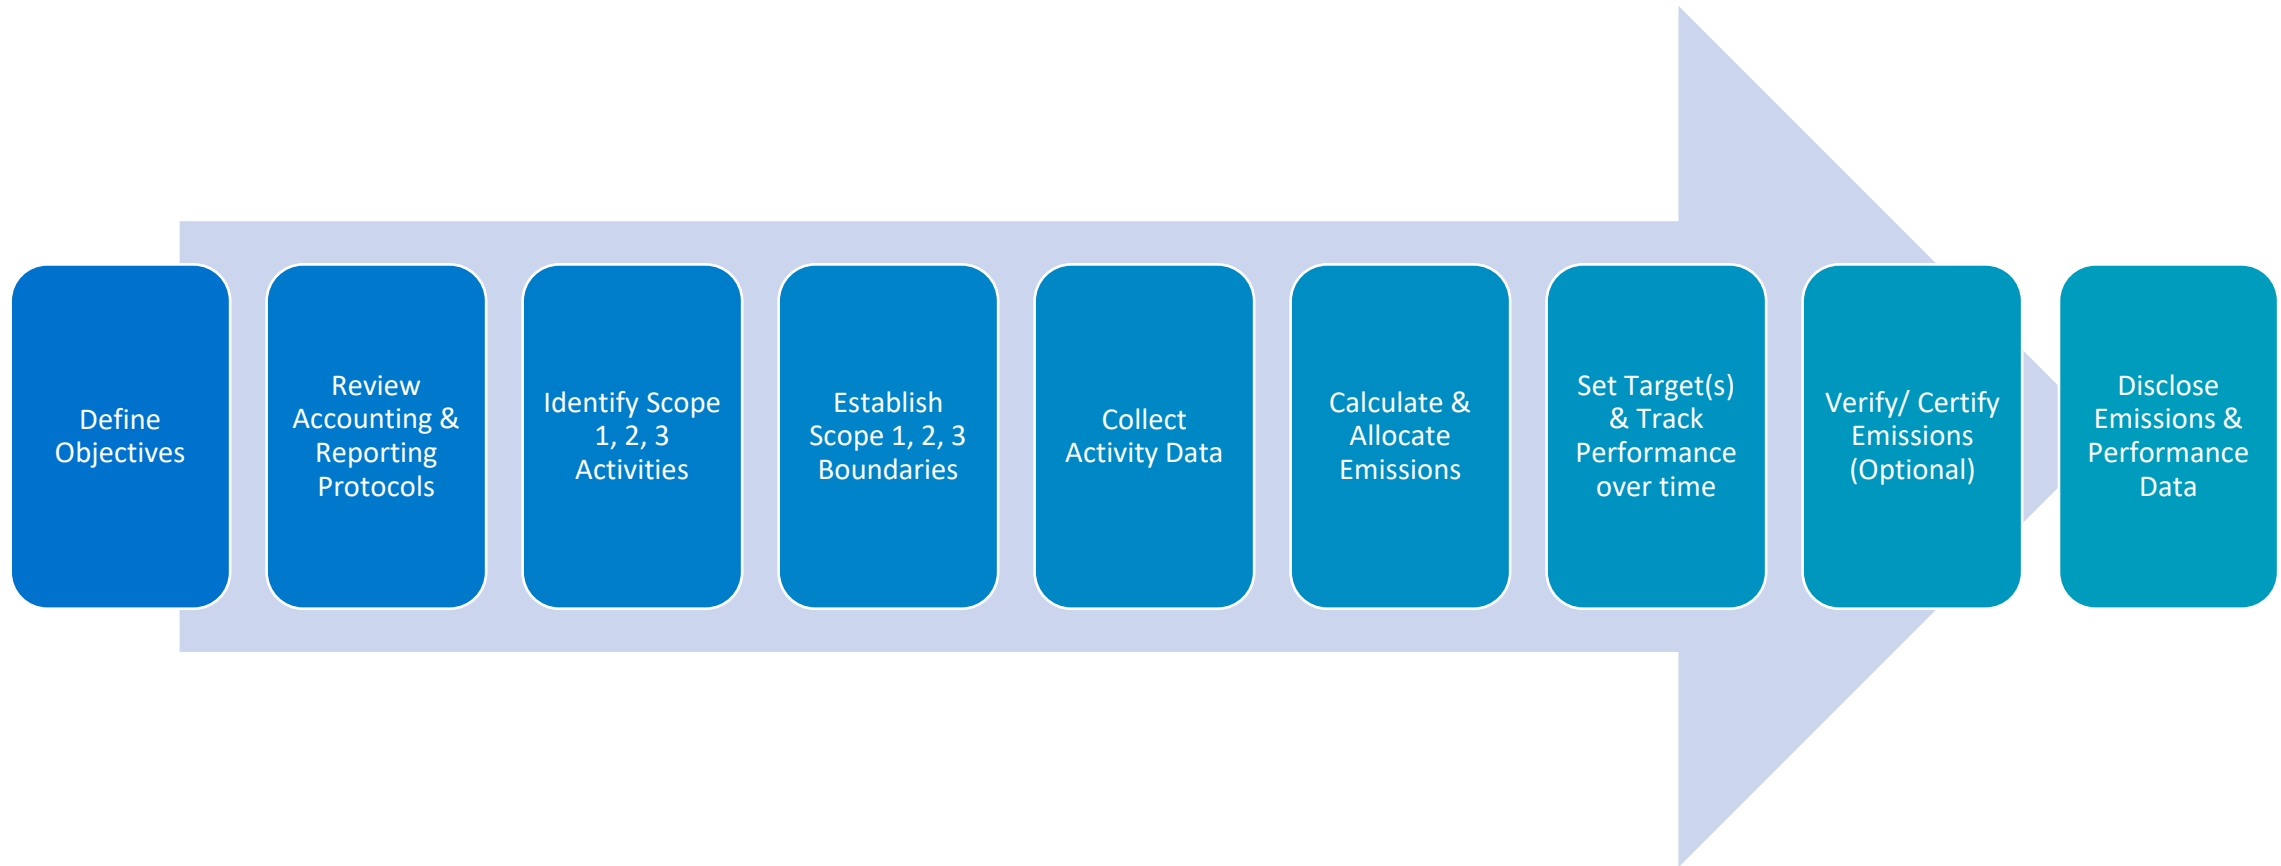 Define
Objectives
Review
Accounting &
Reporting
Protocols
Identify Scope
1, 2, 3
Activities
Establish
Scope 1, 2, 3
Boundaries
Collect
Activity Data
Calculate &
Allocate
Emissions
Set Target(s)
& Track
Performance
over time
Verify/ Certify
Emissions
(Optional)
Disclose
Emissions &
Performance
Data